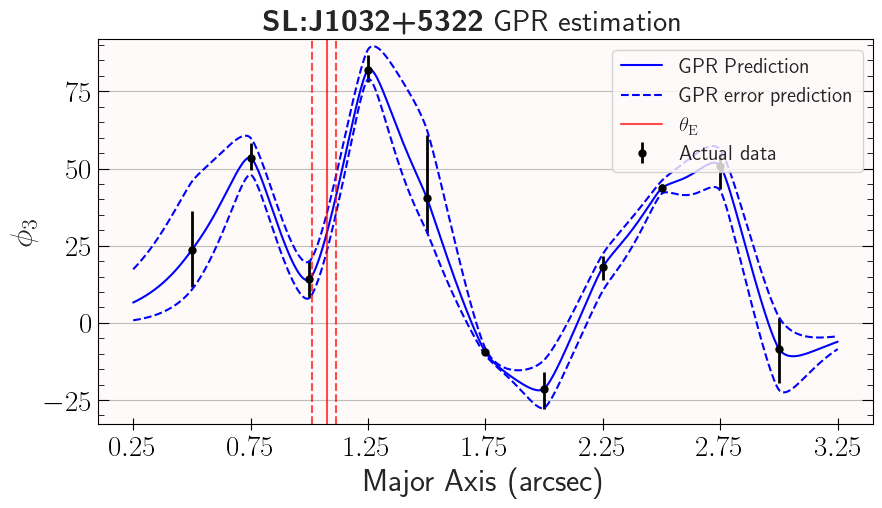 SL:J1032+5322 GPR estimation
GPR Prediction
GPR error prediction
θE
Actual data
ϕ3
75
50
25
0
−25
0.25 0.75 1.25 1.75 2.25 2.75 3.25
Major Axis (arcsec)